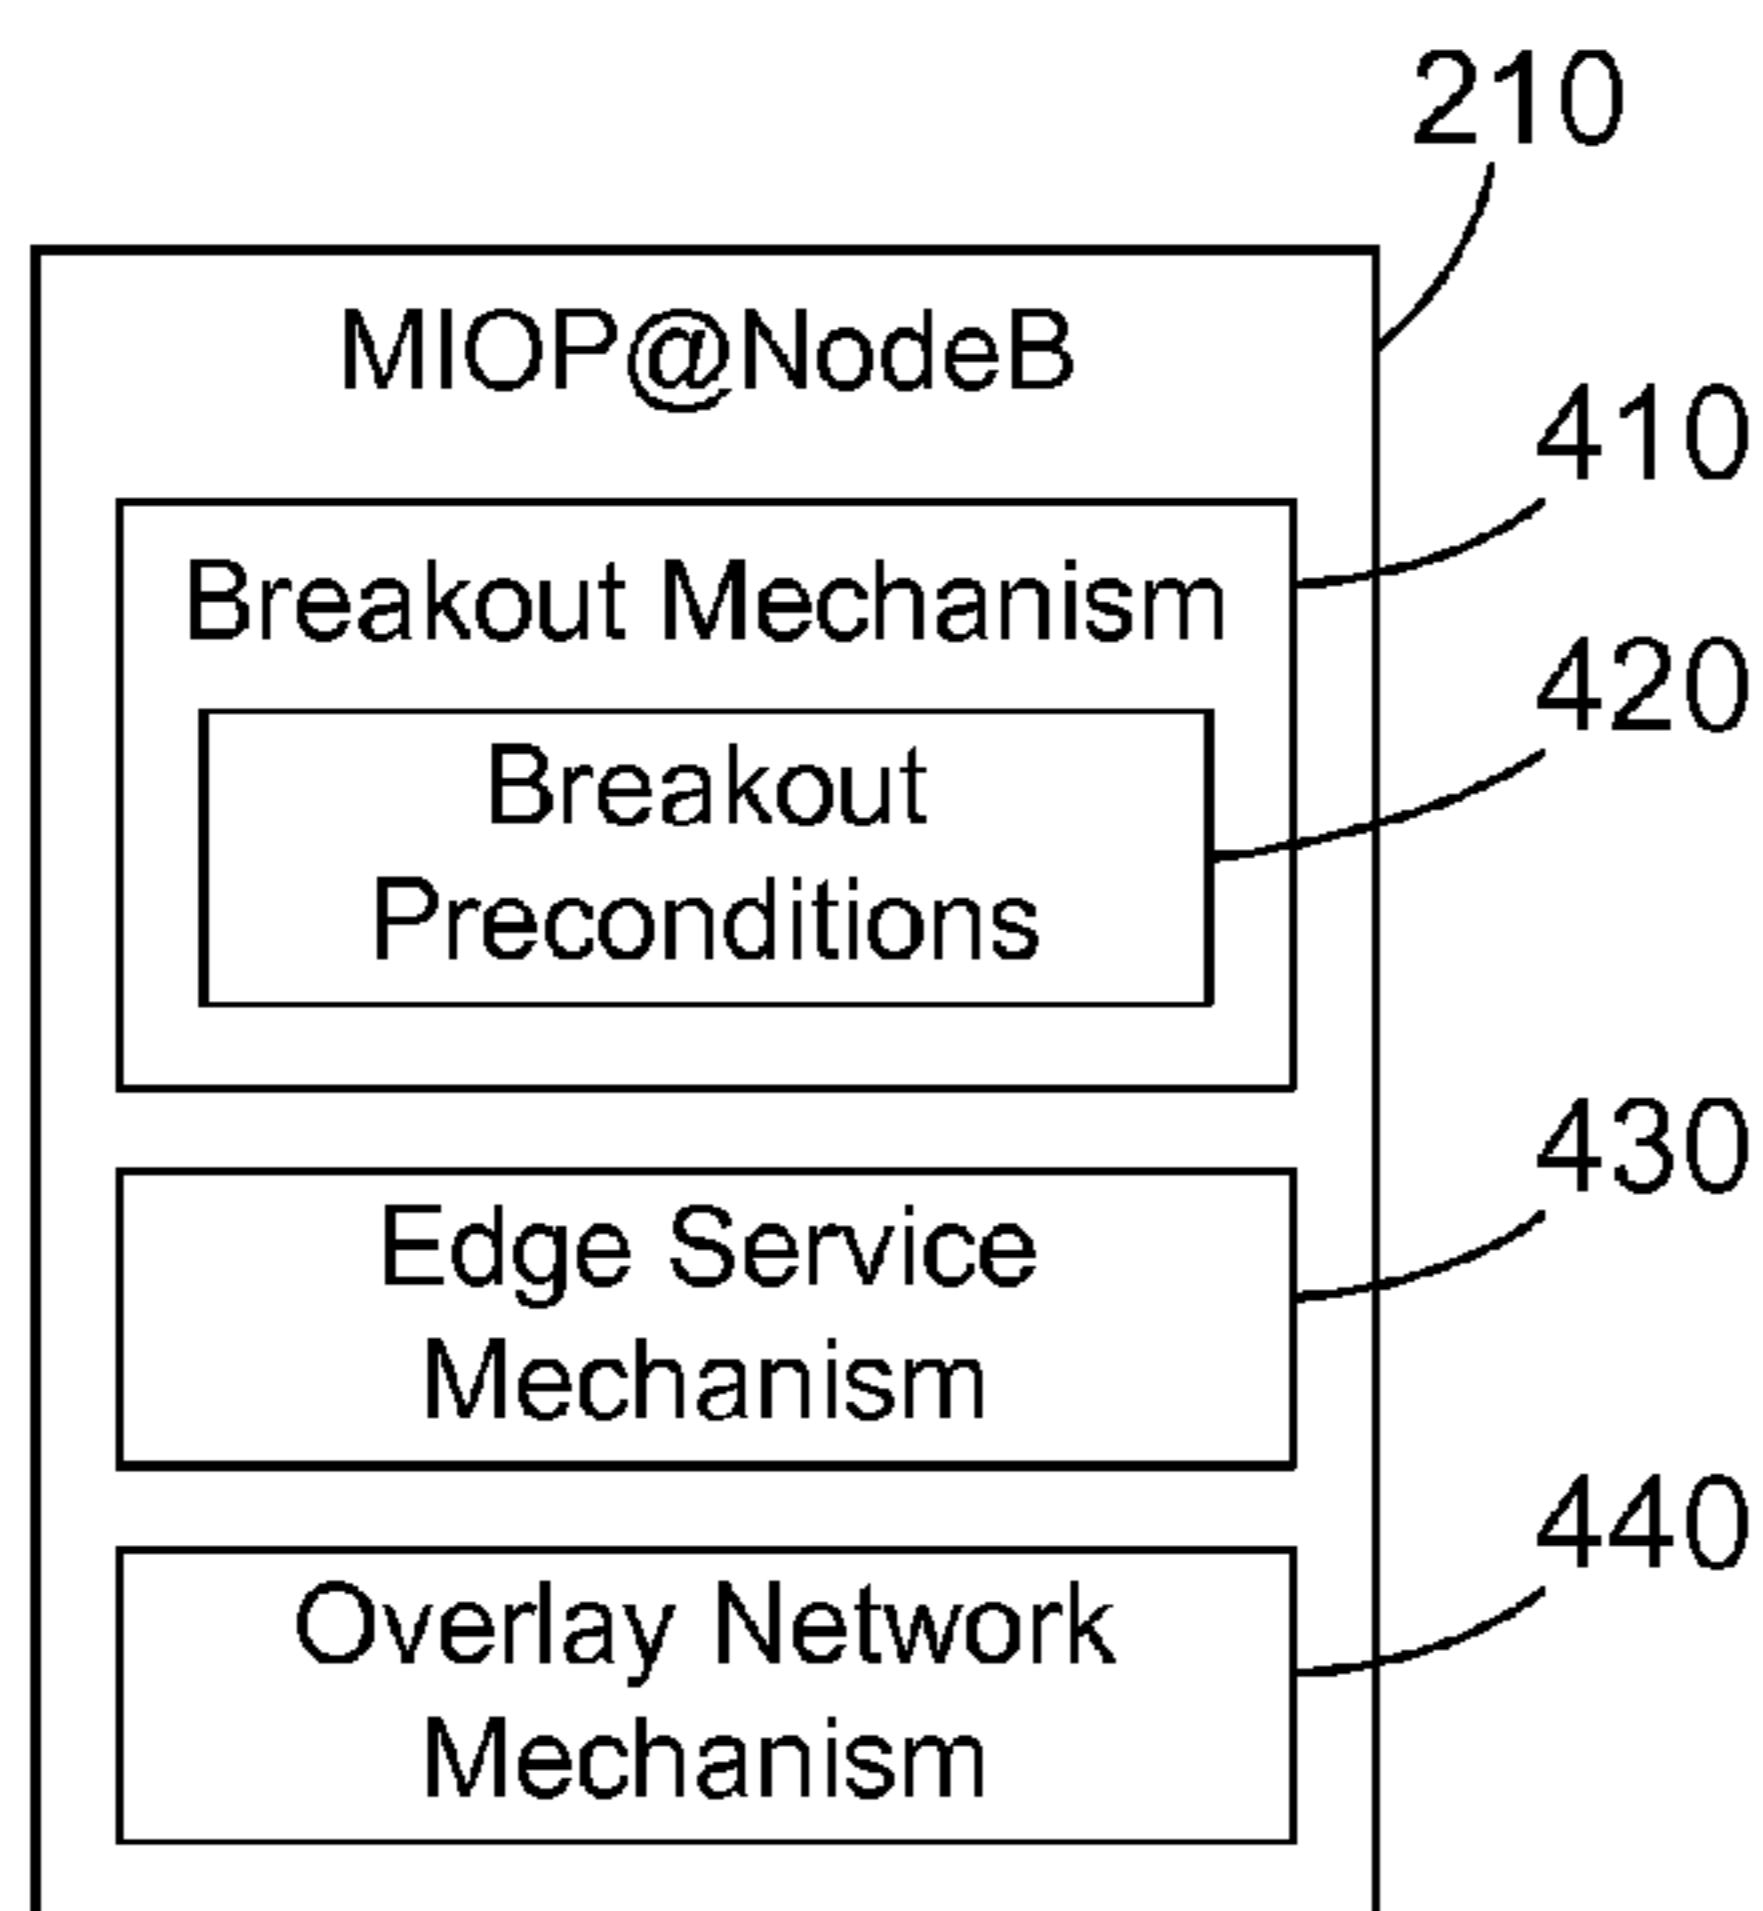 210
MIOP@NodeB
410
Breakout Mechanism
420
Breakout
Preconditions
430
Edge Service
Mechanism
440
Overlay Network
Mechanism